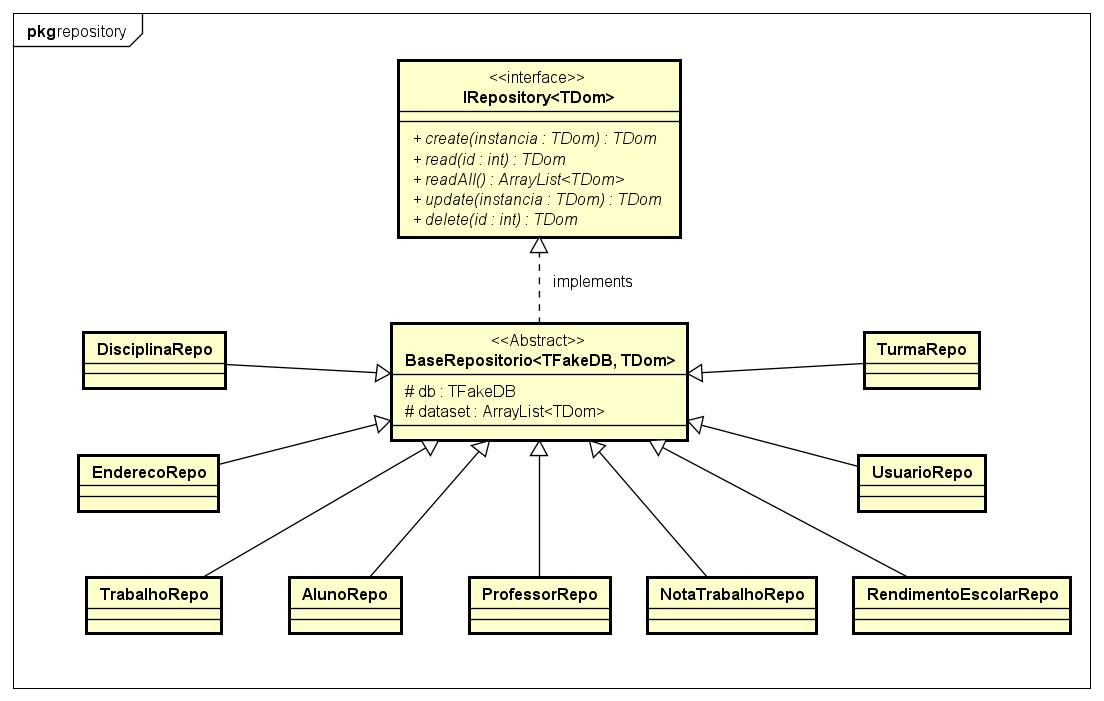 pkgrepository
<<interface>>
IRepository<TDom>
+ create(instancia : TDom) : TDom
+ read(id : int) : TDom
+ readAll() : ArrayList<TDom>
+ update(instancia : TDom) : TDom
+ delete(id : int) : TDom
implements
<<Abstract>>
BaseRepositorio<TFakeDB, TDom>
# db : TFakeDB
# dataset : ArrayList<TDom>
DisciplinaRepo
TurmaRepo
EnderecoRepo
UsuarioRepo
TrabalhoRepo
AlunoRepo
ProfessorRepo
NotaTrabalhoRepo
RendimentoEscolarRepo